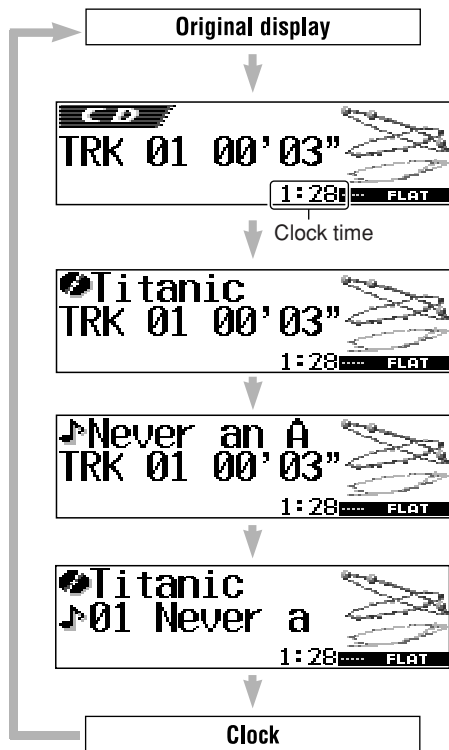 Original display
CD
TRK 01 00'03"
1:28 ---- FLAT
Clock time
Titanic
TRK 01 00'03"
1:28 ----- FLAT
Never an A
TRK 01 00'03"
1:28 ----- FLAT
Titanic
01 Never a
1:28 ----- FLAT
Clock